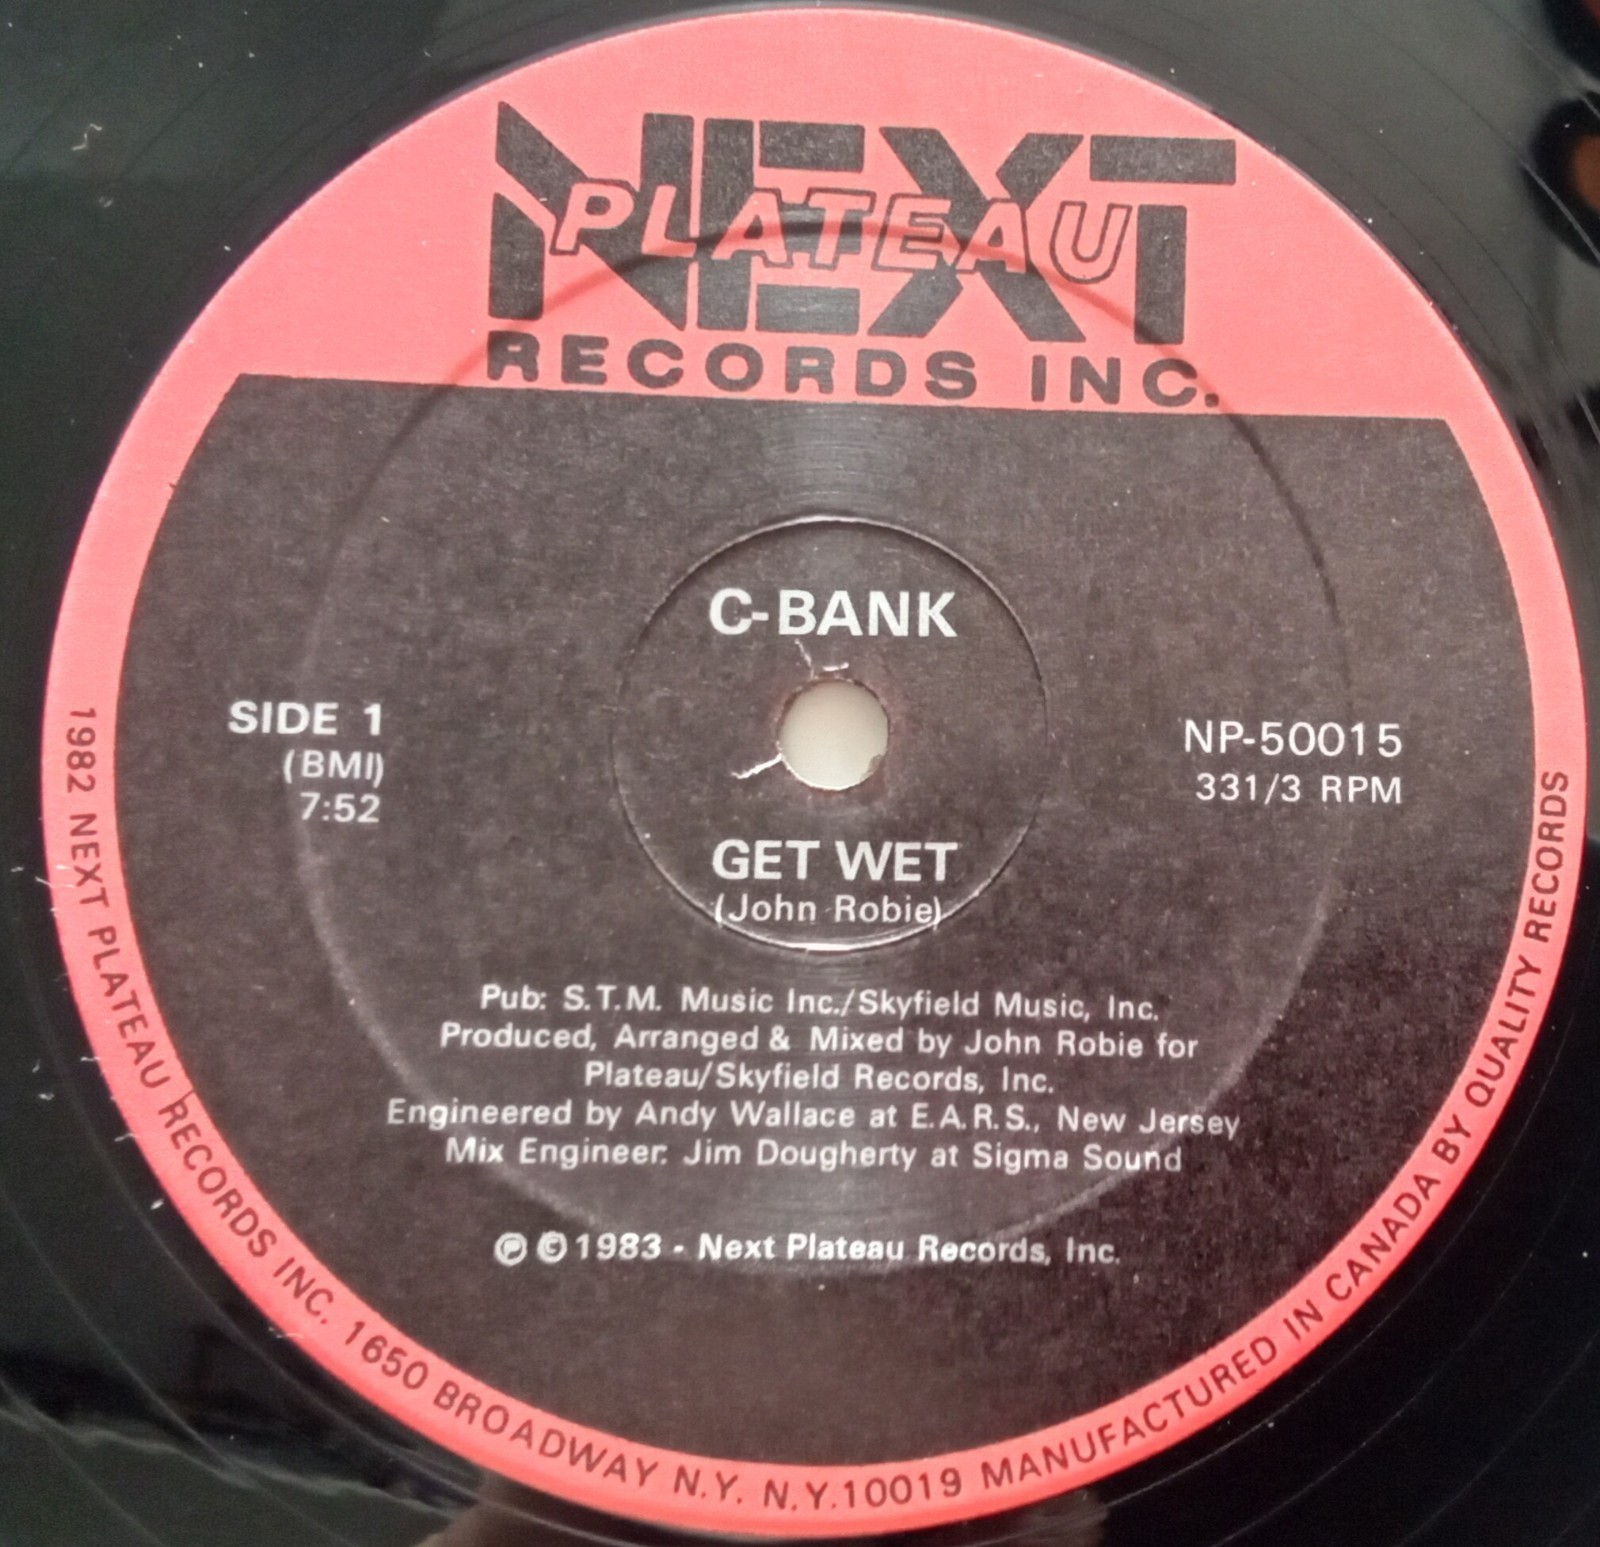 NEXT
PLATEAU
RECORDS INC.
C-BANK
SIDE 1
(BMI)
7:52
NP-50015
331/3 RPM
GET WET
(John Robie)
Pub: S.T.M. Music Inc./Skyfield Music, Inc.
Produced, Arranged & Mixed by John Robie for
Plateau/Skyfield Records, Inc.
Engineered by Andy Wallace at E.A.R.S., New Jersey
Mix Engineer: Jim Dougherty at Sigma Sound
℗ © 1983 - Next Plateau Records, Inc.
1982 NEXT PLATEAU RECORDS INC. 1650 BROADWAY N.Y. N.Y. 10019 MANUFACTURED IN CANADA BY QUALITY RECORDS